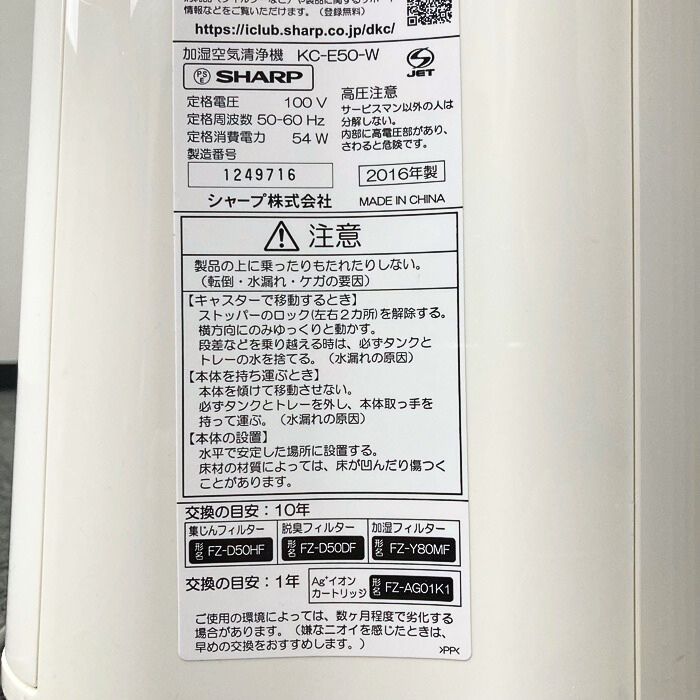 情報などをご覧いただけます。（登録無料）
https://iclub.sharp.co.jp/dkc/
加湿空気清浄機 KC-E50-W
PS E SHARP
JET
定格電圧 100 V
定格周波数 50-60 Hz
定格消費電力 54 W
製造番号
1249716
シャープ株式会社
高圧注意
サービスマン以外の人は
分解しない。
内部に高電圧部があり、
さわると危険です。
2016年製
MADE IN CHINA
注意
製品の上に乗ったりもたれたりしない。
（転倒・水漏れ・ケガの要因）
【キャスターで移動するとき】
ストッパーのロック(左右2カ所)を解除する。
横方向にのみゆっくりと動かす。
段差などを乗り越える時は、必ずタンクと
トレーの水を捨てる。（水漏れの原因）
【本体を持ち運ぶとき】
本体を傾けて移動させない。
必ずタンクとトレーを外し、本体取っ手を
持って運ぶ。（水漏れの原因）
【本体の設置】
水平で安定した場所に設置する。
床材の材質によっては、床が凹んだり傷つく
ことがあります。
交換の目安：10年
集じんフィルター 脱臭フィルター 加湿フィルター
形名 FZ-D50HF 形名 FZ-D50DF 形名 FZ-Y80MF
交換の目安：1年
Ag+イオン
カートリッジ
形名 FZ-AG01K1
ご使用の環境によっては、数ヶ月程度で劣化する
場合があります。（嫌なニオイを感じたときは、
早めの交換をおすすめします。）
>PP<